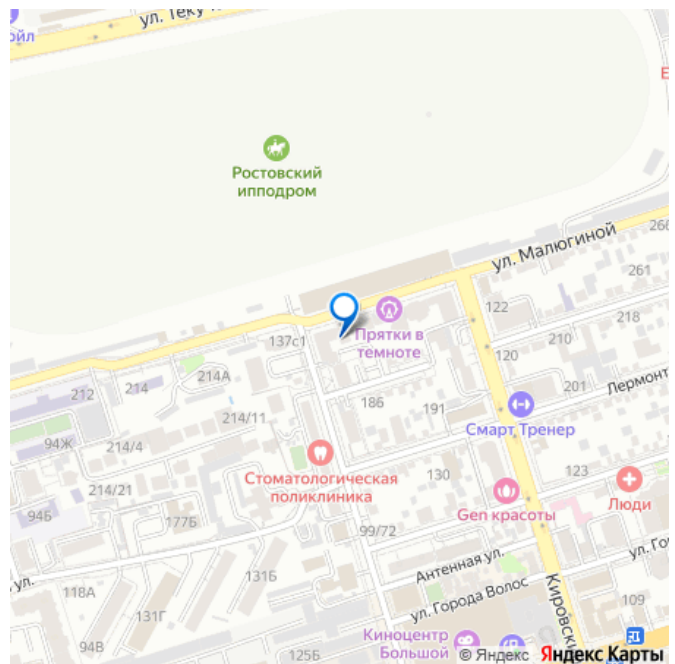 ул. Теку
ойл
Ростовский
ипподром
ул. Малюгиной
266
261
122
218
Прятки в
темноте
210
137с1
120
214А
214
212
201
186
Лермонт
191
214/11
Смарт Тренер
94Ж
214/4
Стоматологическая
поликлиника
130
123
214/21
Gen красоты
Люди
94Б
177Б
99/72
Антенная ул.
ул. Го
ул.
131Б
118А
ул. Города Волос
Кировски
109
131Г
Киноцентр
Большой
94В
125Б
© Яндекс Яндекс Карты